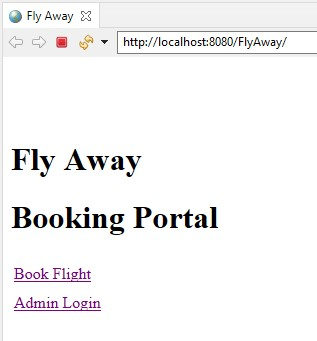 Fly Away
http://localhost:8080/FlyAway/
Fly Away
Booking Portal
Book Flight
Admin Login